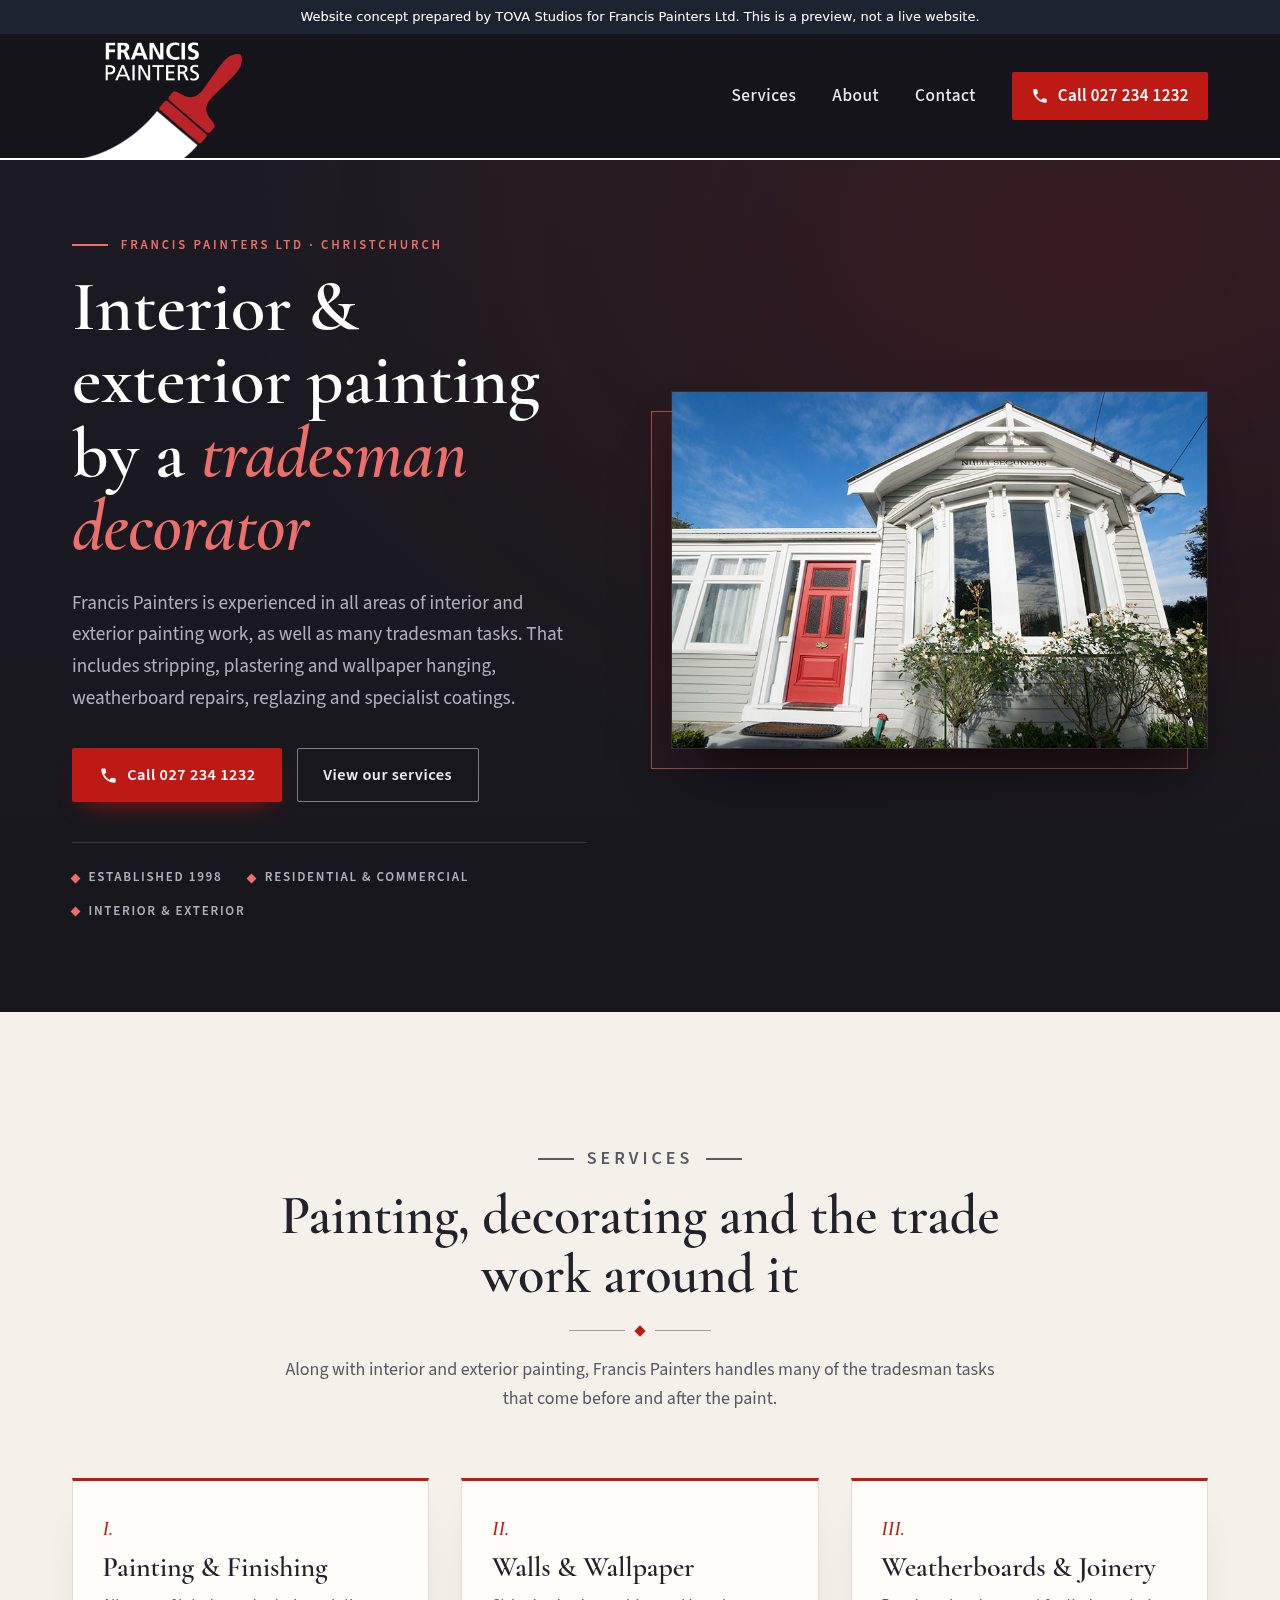 Website concept prepared by TOVA Studios for Francis Painters Ltd. This is a preview, not a live website.
FRANCIS
PAINTERS
Services
About
Contact
Call 027 234 1232
FRANCIS PAINTERS LTD · CHRISTCHURCH
Interior &
exterior painting
by a tradesman
decorator
Francis Painters is experienced in all areas of interior and
exterior painting work, as well as many tradesman tasks. That
includes stripping, plastering and wallpaper hanging,
weatherboard repairs, reglazing and specialist coatings.
Call 027 234 1232
View our services
ESTABLISHED 1998
RESIDENTIAL & COMMERCIAL
INTERIOR & EXTERIOR
SERVICES
Painting, decorating and the trade
work around it
Along with interior and exterior painting, Francis Painters handles many of the tradesman tasks
that come before and after the paint.
I.
Painting & Finishing
II.
Walls & Wallpaper
III.
Weatherboards & Joinery